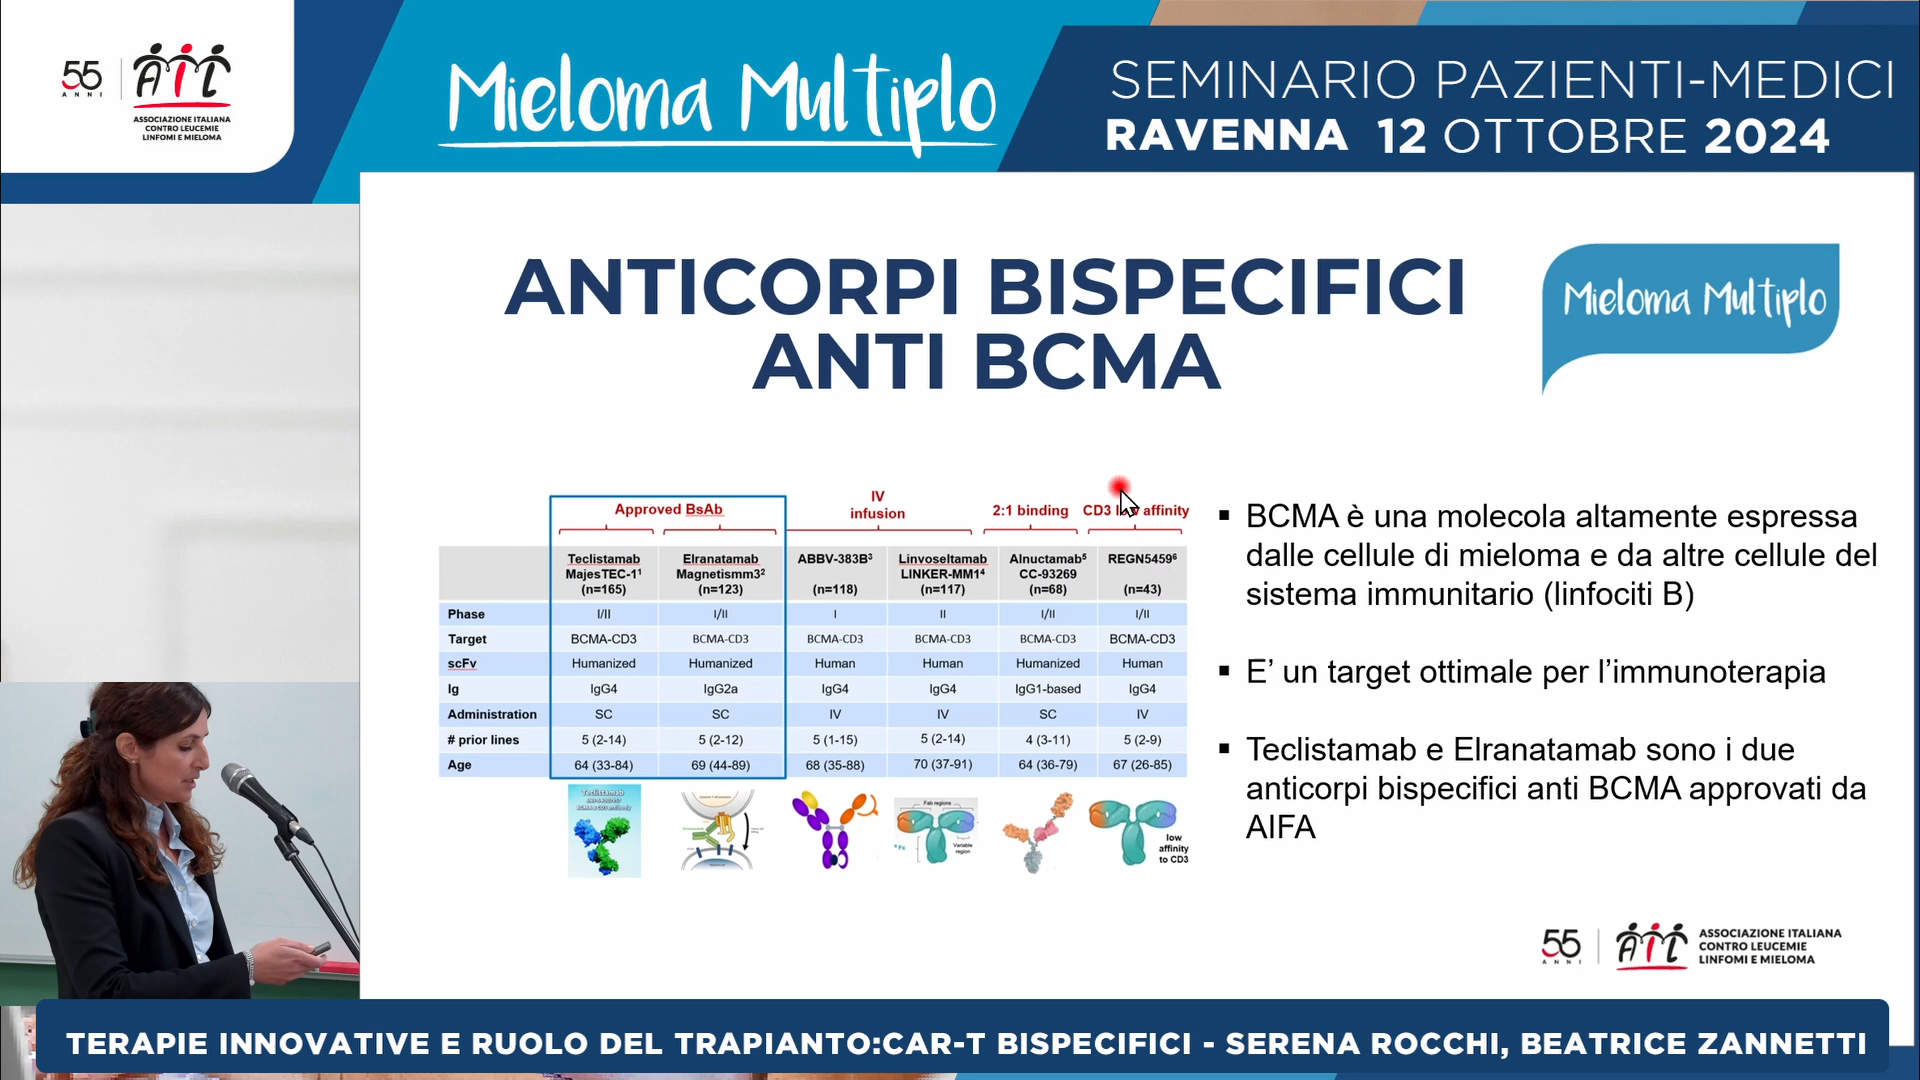 55
ANNI
AIL
ASSOCIAZIONE ITALIANA
CONTRO LEUCEMIE
LINFOMI E MIELOMA
Mieloma Multiplo
SEMINARIO PAZIENTI-MEDICI
RAVENNA 12 OTTOBRE 2024
ANTICORPI BISPECIFICI
ANTI BCMA
Mieloma Multiplo
Approved BsAb
IV
infusion
2:1 binding
CD3 low affinity
Teclistamab MajesTEC-1¹ (n=165)
Elranatamab Magnetismm3² (n=123)
ABBV-383B³ (n=118)
Linvoseltamab LINKER-MM1⁴ (n=117)
Alnuctamab⁵ CC-93269 (n=68)
REGN5459⁶ (n=43)
Phase I/II I/II I II I/II I/II
Target BCMA-CD3 BCMA-CD3 BCMA-CD3 BCMA-CD3 BCMA-CD3 BCMA-CD3
scFv Humanized Humanized Human Human Humanized Human
Ig IgG4 IgG2a IgG4 IgG4 IgG1-based IgG4
Administration SC SC IV IV SC IV
# prior lines 5 (2-14) 5 (2-12) 5 (1-15) 5 (2-14) 4 (3-11) 5 (2-9)
Age 64 (33-84) 69 (44-89) 68 (35-88) 70 (37-91) 64 (36-79) 67 (26-85)
Teclistamab
Fab regions
Variable
region
low
affinity
to CD3
▪ BCMA è una molecola altamente espressa
dalle cellule di mieloma e da altre cellule del
sistema immunitario (linfociti B)
▪ E’ un target ottimale per l’immunoterapia
▪ Teclistamab e Elranatamab sono i due
anticorpi bispecifici anti BCMA approvati da
AIFA
55
ANNI
AIL
ASSOCIAZIONE ITALIANA
CONTRO LEUCEMIE
LINFOMI E MIELOMA
TERAPIE INNOVATIVE E RUOLO DEL TRAPIANTO:CAR-T BISPECIFICI - SERENA ROCCHI, BEATRICE ZANNETTI